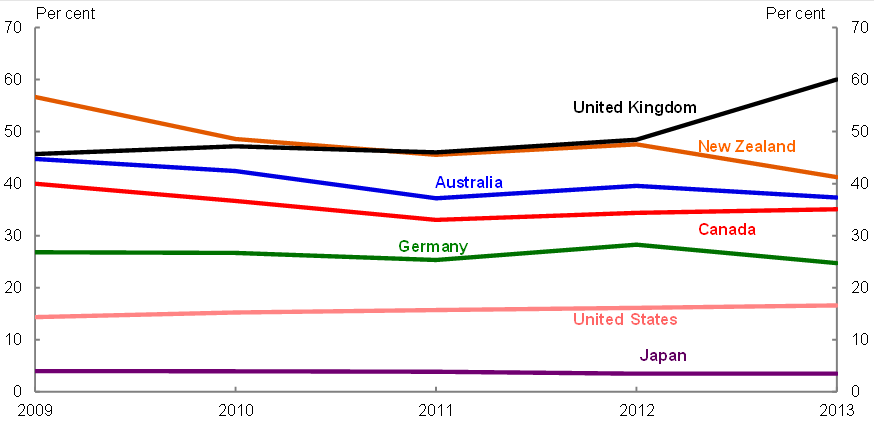 Per cent Per cent
70 70
60 60
United Kingdom
50 50
New Zealand
40 40
Australia
Canada
30 30
Germany
20 20
United States
10 10
Japan
0 0
2009 2010 2011 2012 2013